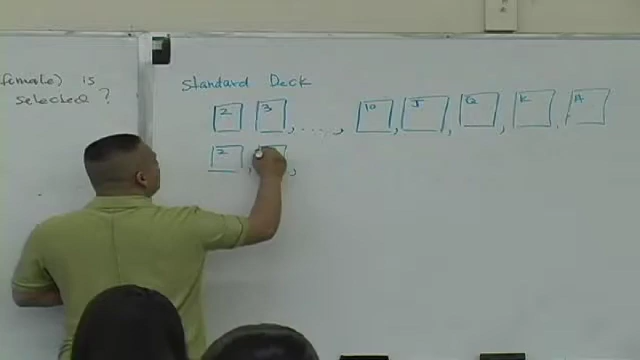 female) is
selected?
Standard Deck
2 3, ..., 10, J, Q, K, A
2, ,